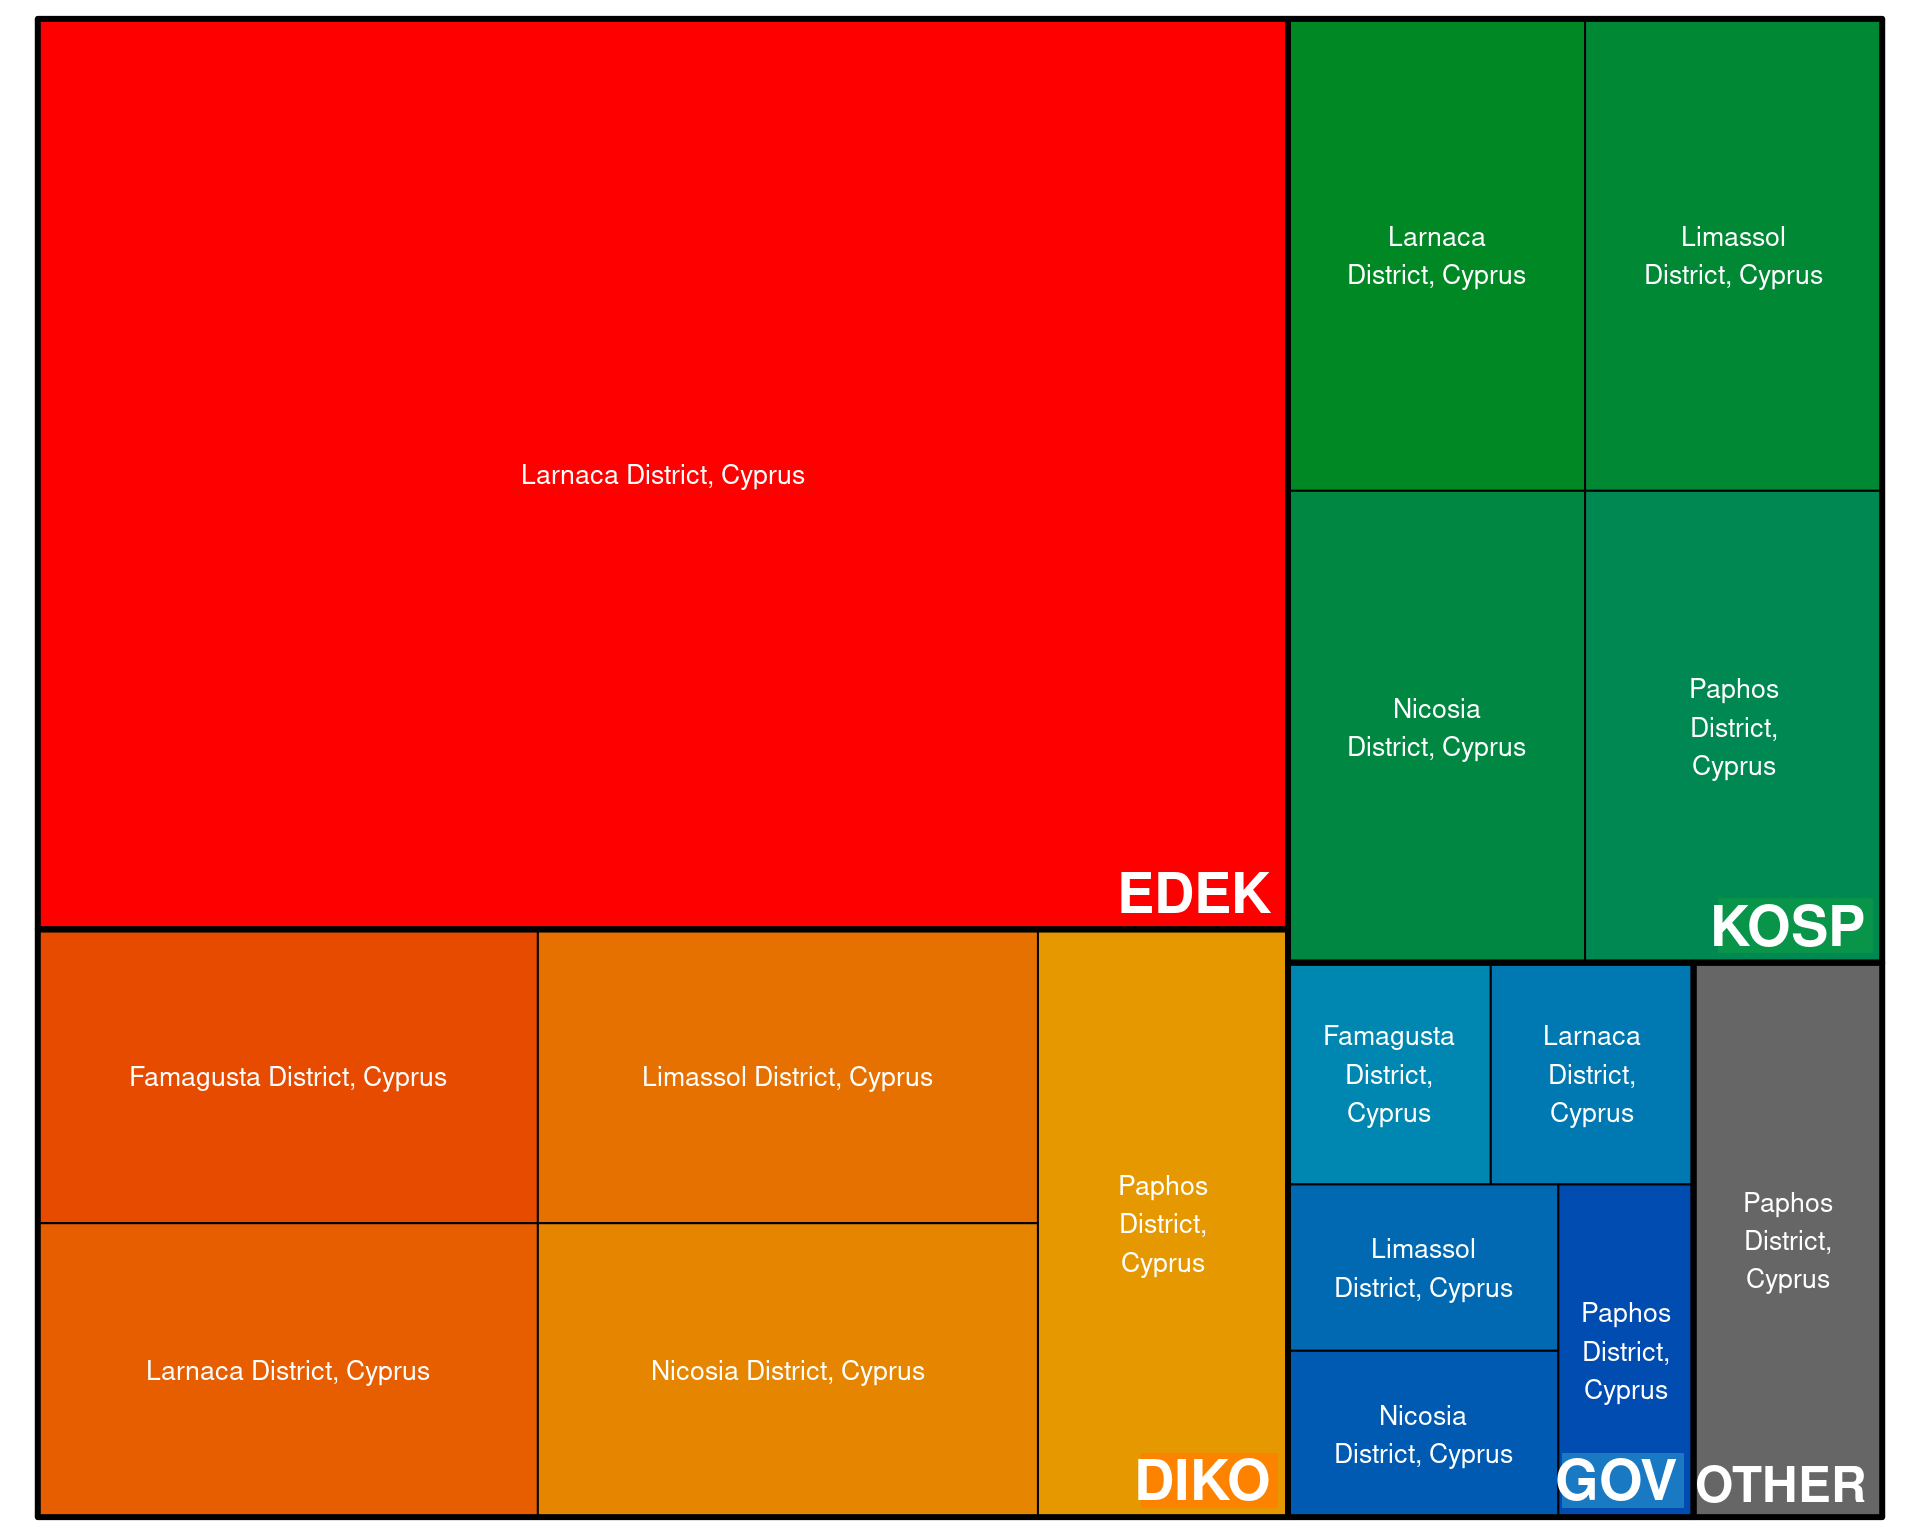 Larnaca District, Cyprus
EDEK
Larnaca
District, Cyprus
Limassol
District, Cyprus
Nicosia
District, Cyprus
Paphos
District,
Cyprus
KOSP
Famagusta District, Cyprus
Limassol District, Cyprus
Larnaca District, Cyprus
Nicosia District, Cyprus
Paphos
District,
Cyprus
DIKO
Famagusta
District,
Cyprus
Larnaca
District,
Cyprus
Limassol
District, Cyprus
Nicosia
District, Cyprus
Paphos
District,
Cyprus
GOV
Paphos
District,
Cyprus
OTHER